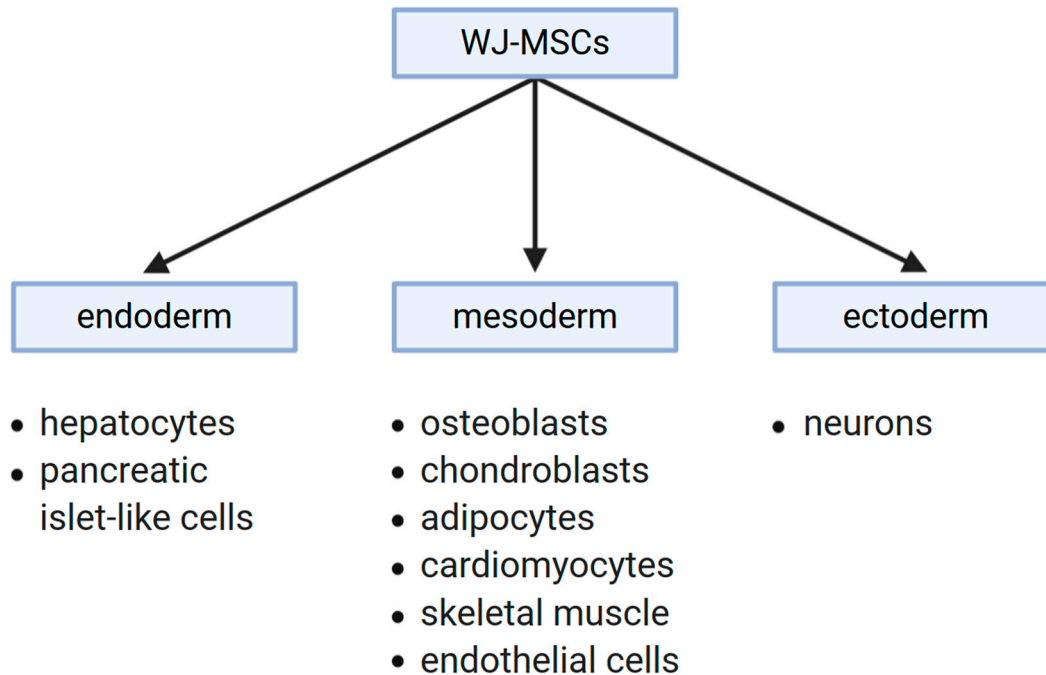 WJ-MSCs
endoderm
mesoderm
ectoderm
• hepatocytes
• pancreatic
islet-like cells
• osteoblasts
• chondroblasts
• adipocytes
• cardiomyocytes
• skeletal muscle
• endothelial cells
• neurons